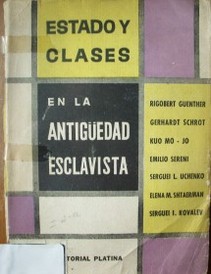 ESTADO Y
CLASES
EN LA
ANTIGÜEDAD
ESCLAVISTA
RIGOBERT GUENTHER
GERHARDT SCHROT
KUO MO - JO
EMILIO SERENI
SERGUEI L. UCHENKO
ELENA M. SHTAERMAN
SERGUEI I. KOVALEV
TORIAL PLATINA